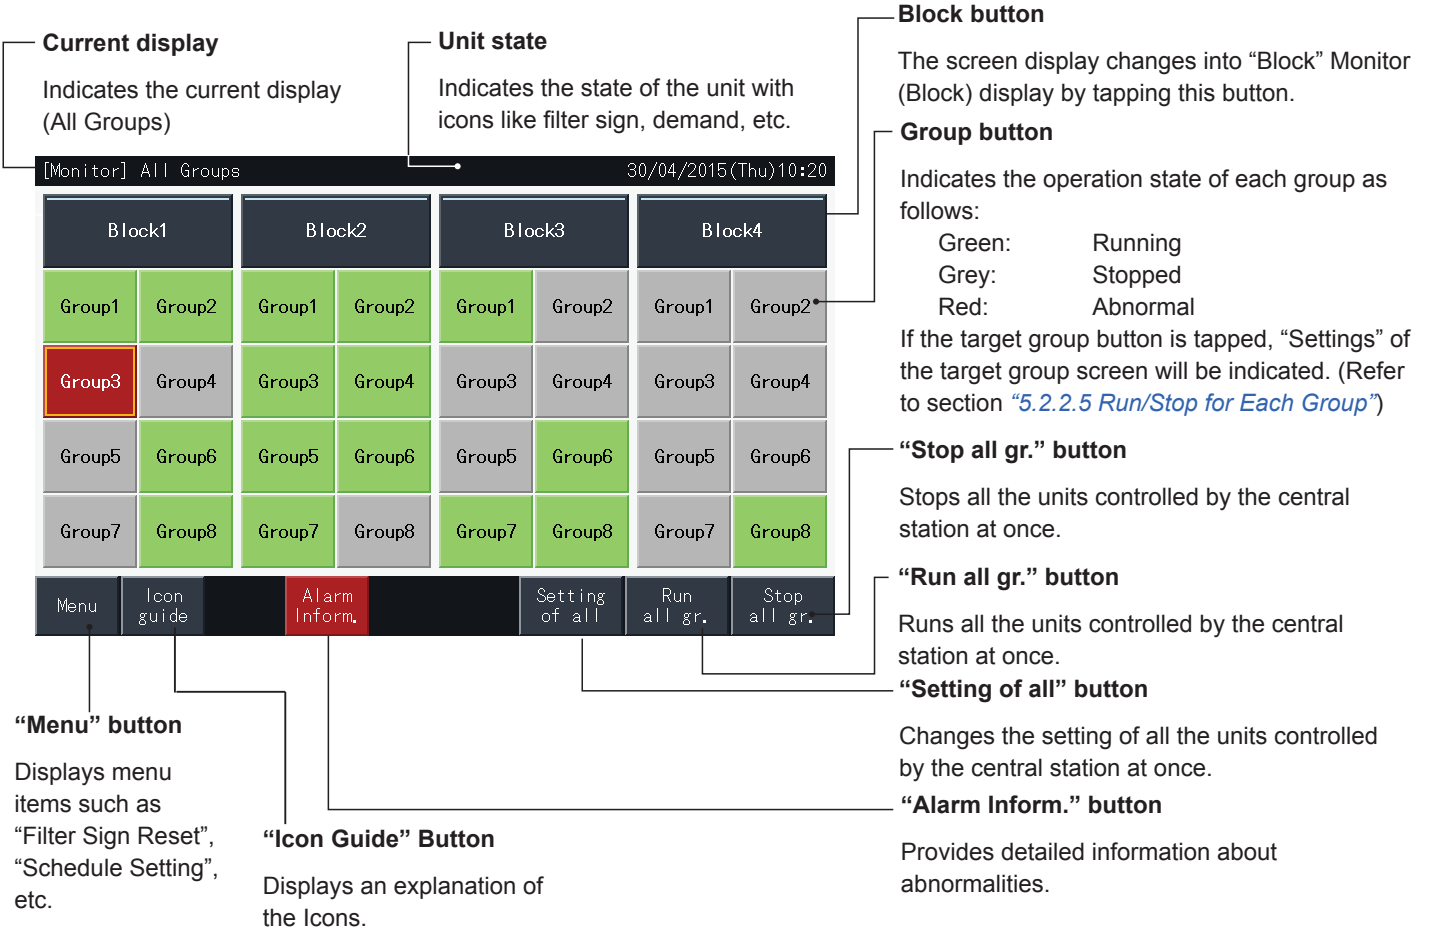 Current display
Indicates the current display
(All Groups)
Unit state
Indicates the state of the unit with
icons like filter sign, demand, etc.
Block button
The screen display changes into “Block” Monitor
(Block) display by tapping this button.
Group button
Indicates the operation state of each group as
follows:
Green: Running
Grey: Stopped
Red: Abnormal
If the target group button is tapped, “Settings” of
the target group screen will be indicated. (Refer
to section “5.2.2.5 Run/Stop for Each Group”)
“Stop all gr.” button
Stops all the units controlled by the central
station at once.
“Run all gr.” button
Runs all the units controlled by the central
station at once.
“Setting of all” button
Changes the setting of all the units controlled
by the central station at once.
“Alarm Inform.” button
Provides detailed information about
abnormalities.
[Monitor] All Groups 30/04/2015(Thu)10:20
Block1 Block2 Block3 Block4
Group1 Group2 Group1 Group2 Group1 Group2 Group1 Group2
Group3 Group4 Group3 Group4 Group3 Group4 Group3 Group4
Group5 Group6 Group5 Group6 Group5 Group6 Group5 Group6
Group7 Group8 Group7 Group8 Group7 Group8 Group7 Group8
Menu
Icon
guide
Alarm
Inform.
Setting
of all
Run
all gr.
Stop
all gr.
“Menu” button
Displays menu
items such as
“Filter Sign Reset”,
“Schedule Setting”,
etc.
“Icon Guide” Button
Displays an explanation of
the Icons.